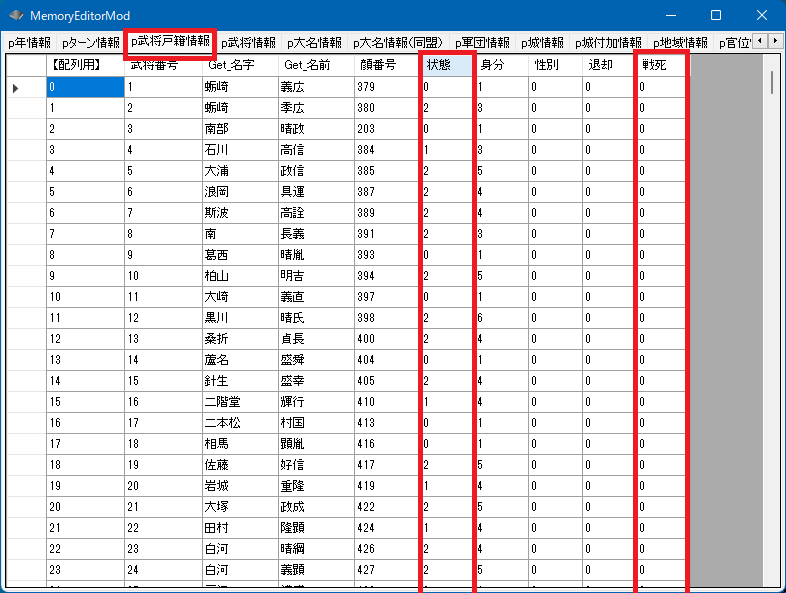 MemoryEditorMod
p年情報 pターン情報 p武将戸籍情報 p武将情報 p大名情報 p大名情報(同盟) p軍団情報 p城情報 p城付加情報 p地域情報 p官位
【配列用】 武将番号 Get_名字 Get_名前 顔番号 状態 身分 性別 退却 戦死
0 1 蛎崎 義広 379 0 1 0 0 0
1 2 蛎崎 季広 380 2 3 0 0 0
2 3 南部 晴政 203 0 1 0 0 0
3 4 石川 高信 384 1 3 0 0 0
4 5 大浦 政信 385 2 5 0 0 0
5 6 浪岡 具運 387 2 4 0 0 0
6 7 斯波 高詮 389 2 4 0 0 0
7 8 南 長義 391 2 3 0 0 0
8 9 葛西 晴胤 393 0 1 0 0 0
9 10 柏山 明吉 394 2 5 0 0 0
10 11 大崎 義直 397 0 1 0 0 0
11 12 黒川 晴氏 398 2 6 0 0 0
12 13 桑折 貞長 400 2 4 0 0 0
13 14 蘆名 盛舜 404 0 1 0 0 0
14 15 針生 盛幸 405 2 4 0 0 0
15 16 二階堂 輝行 410 1 4 0 0 0
16 17 二本松 村国 413 0 1 0 0 0
17 18 相馬 顕胤 416 0 1 0 0 0
18 19 佐藤 好信 417 2 5 0 0 0
19 20 岩城 重隆 419 1 4 0 0 0
20 21 大塚 政成 422 2 5 0 0 0
21 22 田村 隆顕 424 1 4 0 0 0
22 23 白河 晴綱 426 2 4 0 0 0
23 24 白河 義顕 427 2 5 0 0 0